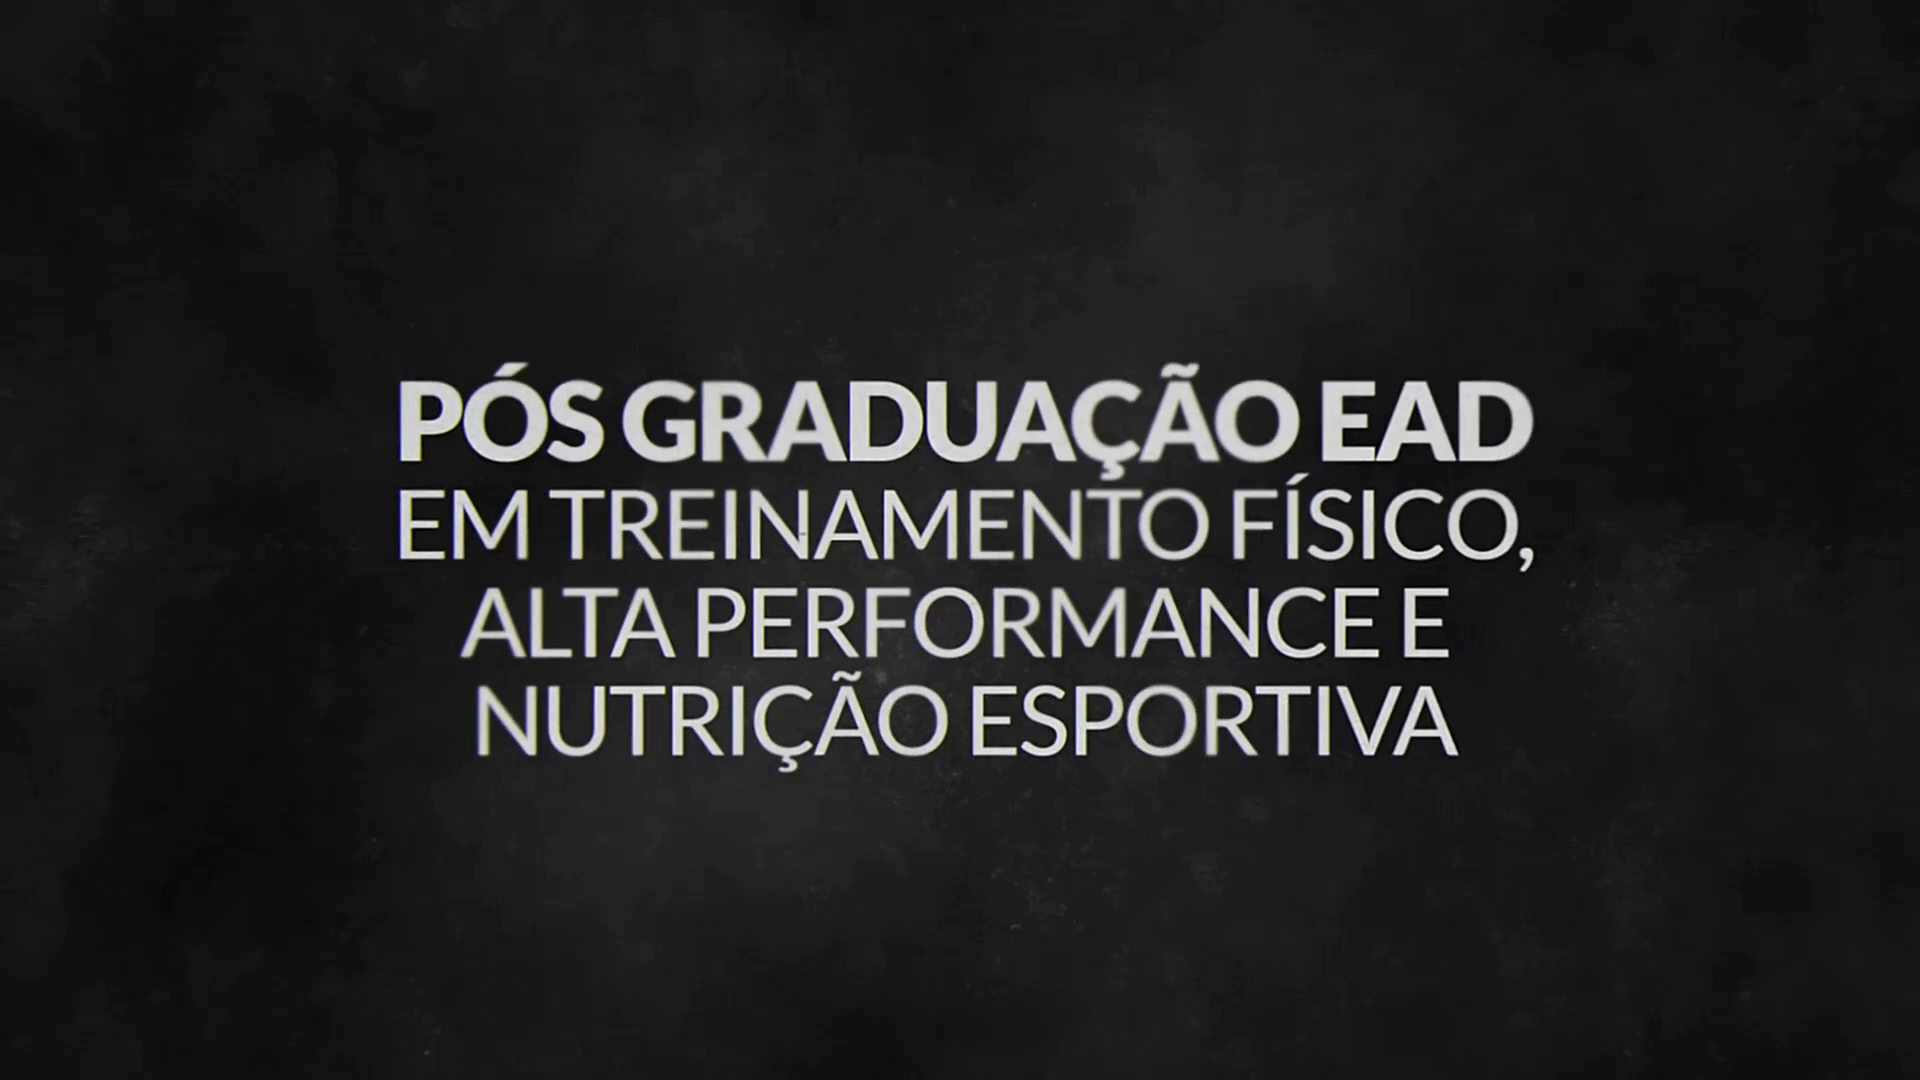 PÓS GRADUAÇÃO EAD
EM TREINAMENTO FÍSICO,
ALTA PERFORMANCE E
NUTRIÇÃO ESPORTIVA